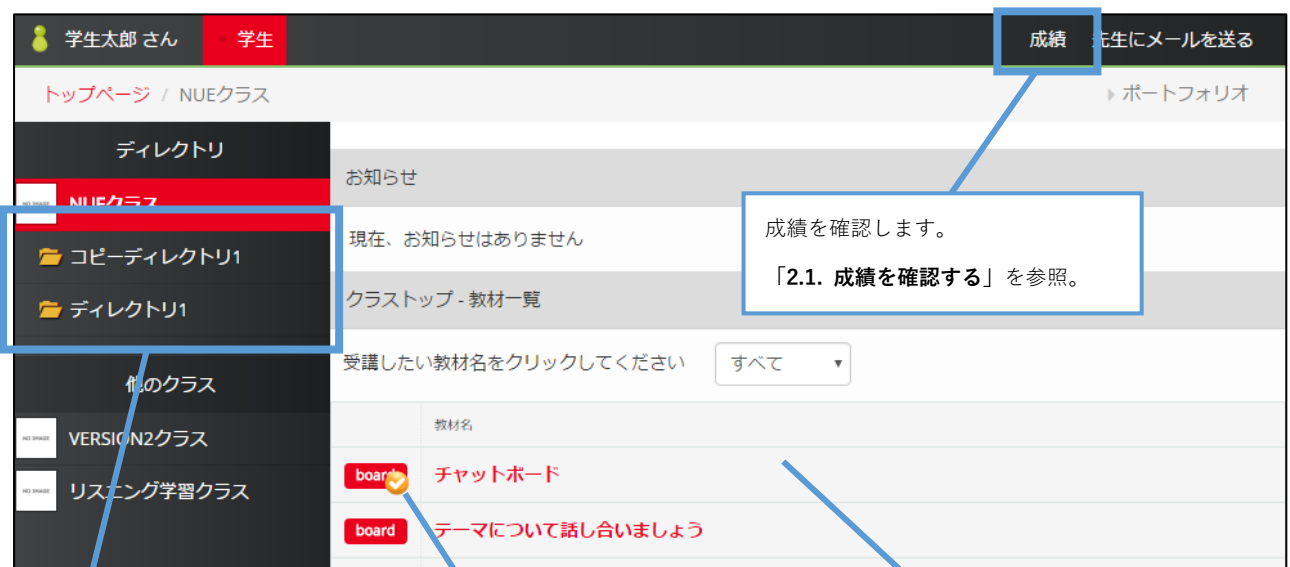 学生太郎 さん 学生 成績 先生にメールを送る
トップページ / NUEクラス ポートフォリオ
ディレクトリ
お知らせ
NUEクラス
成績を確認します。
現在、お知らせはありません
コピーディレクトリ1
「2.1. 成績を確認する」を参照。
クラストップ - 教材一覧
ディレクトリ1
受講したい教材名をクリックしてください すべて
他のクラス
教材名
NO IMAGE VERSION2クラス
board チャットボード
NO IMAGE リスニング学習クラス
board テーマについて話し合いましょう